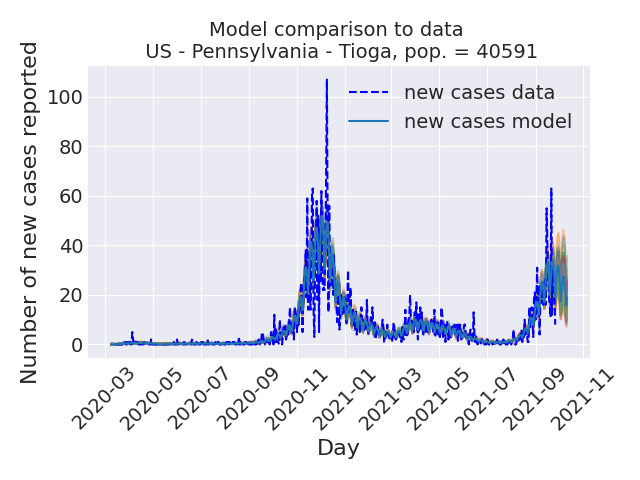 Model comparison to data
US - Pennsylvania - Tioga, pop. = 40591
Number of new cases reported
100
80
60
40
20
0
new cases data
new cases model
2020-03
2020-05
2020-07
2020-09
2020-11
2021-01
2021-03
2021-05
2021-07
2021-09
2021-11
Day